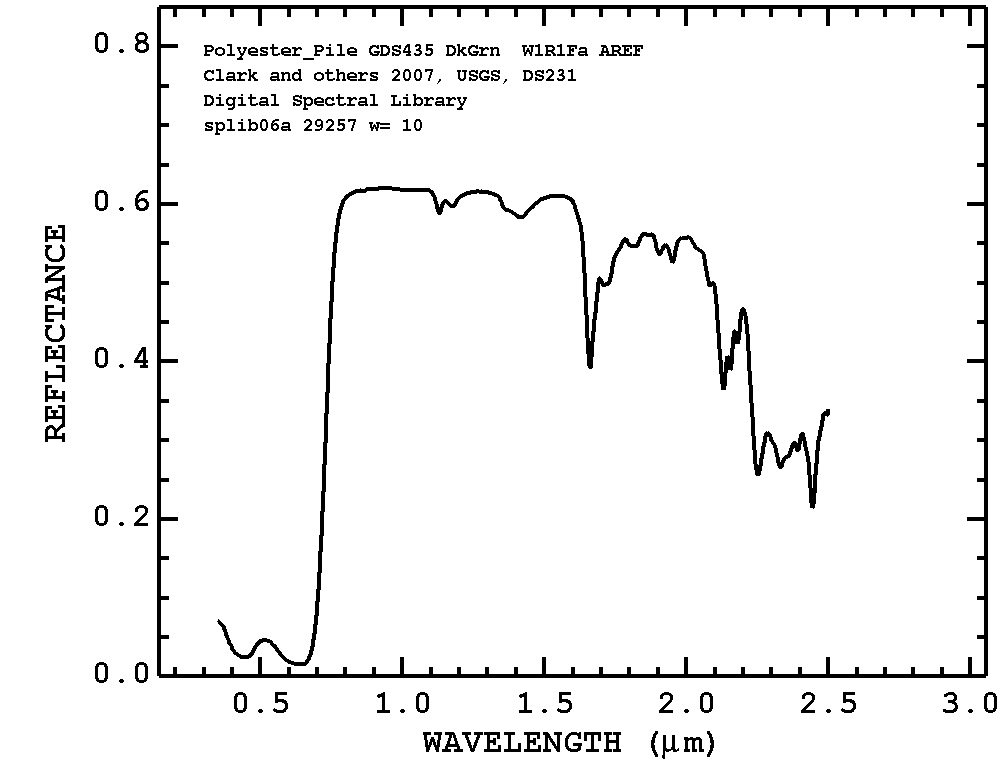 0.8
0.6
0.4
0.2
0.0
REFLECTANCE
Polyester_Pile GDS435 DkGrn  W1R1Fa AREF
Clark and others 2007, USGS, DS231
Digital Spectral Library
splib06a 29257 w= 10
0.5 1.0 1.5 2.0 2.5 3.0
WAVELENGTH (μm)